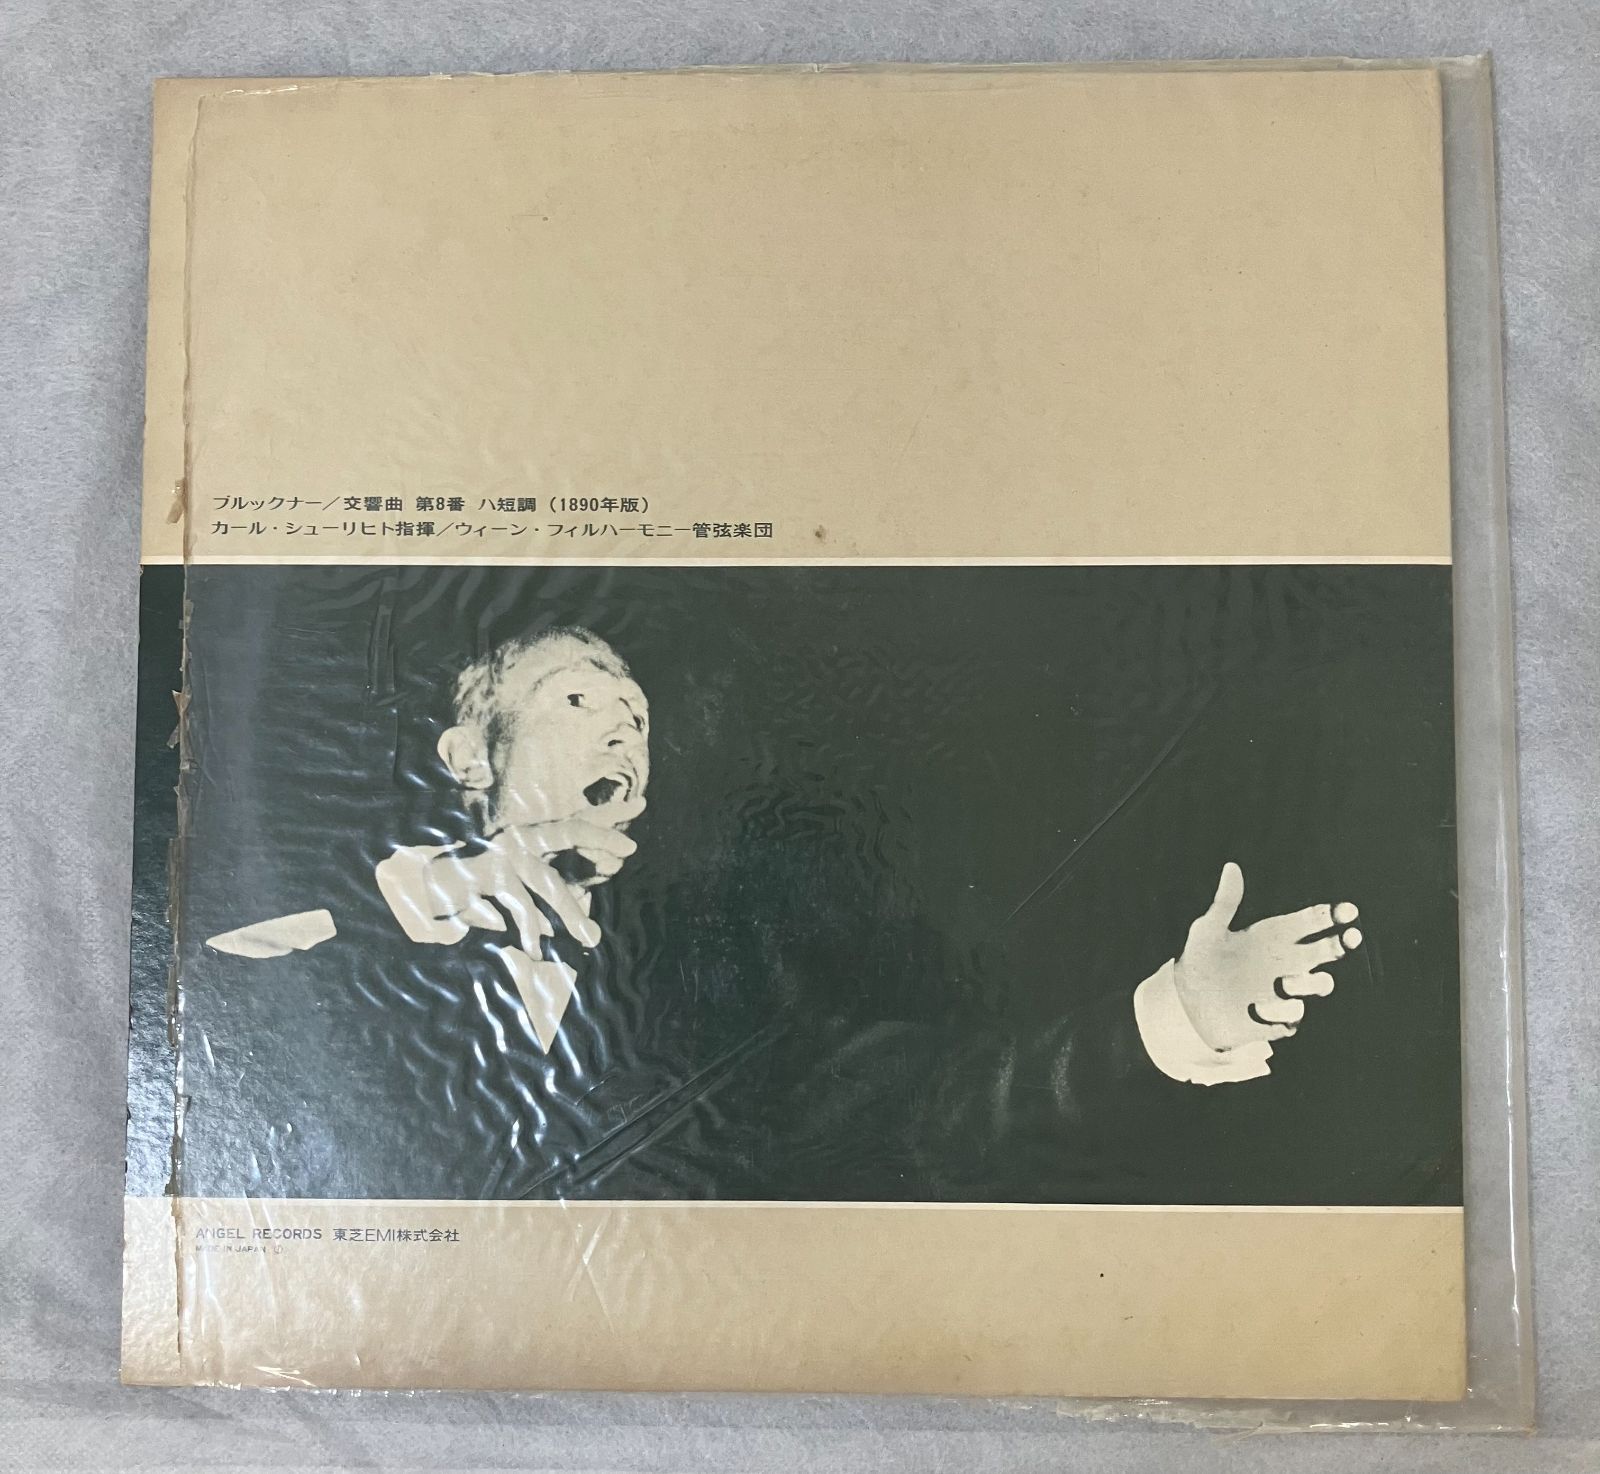 ブルックナー／交響曲 第8番 ハ短調（1890年版）
カール・シューリヒト指揮／ウィーン・フィルハーモニー管弦楽団
ANGEL RECORDS 東芝EMI株式会社
MADE IN JAPAN